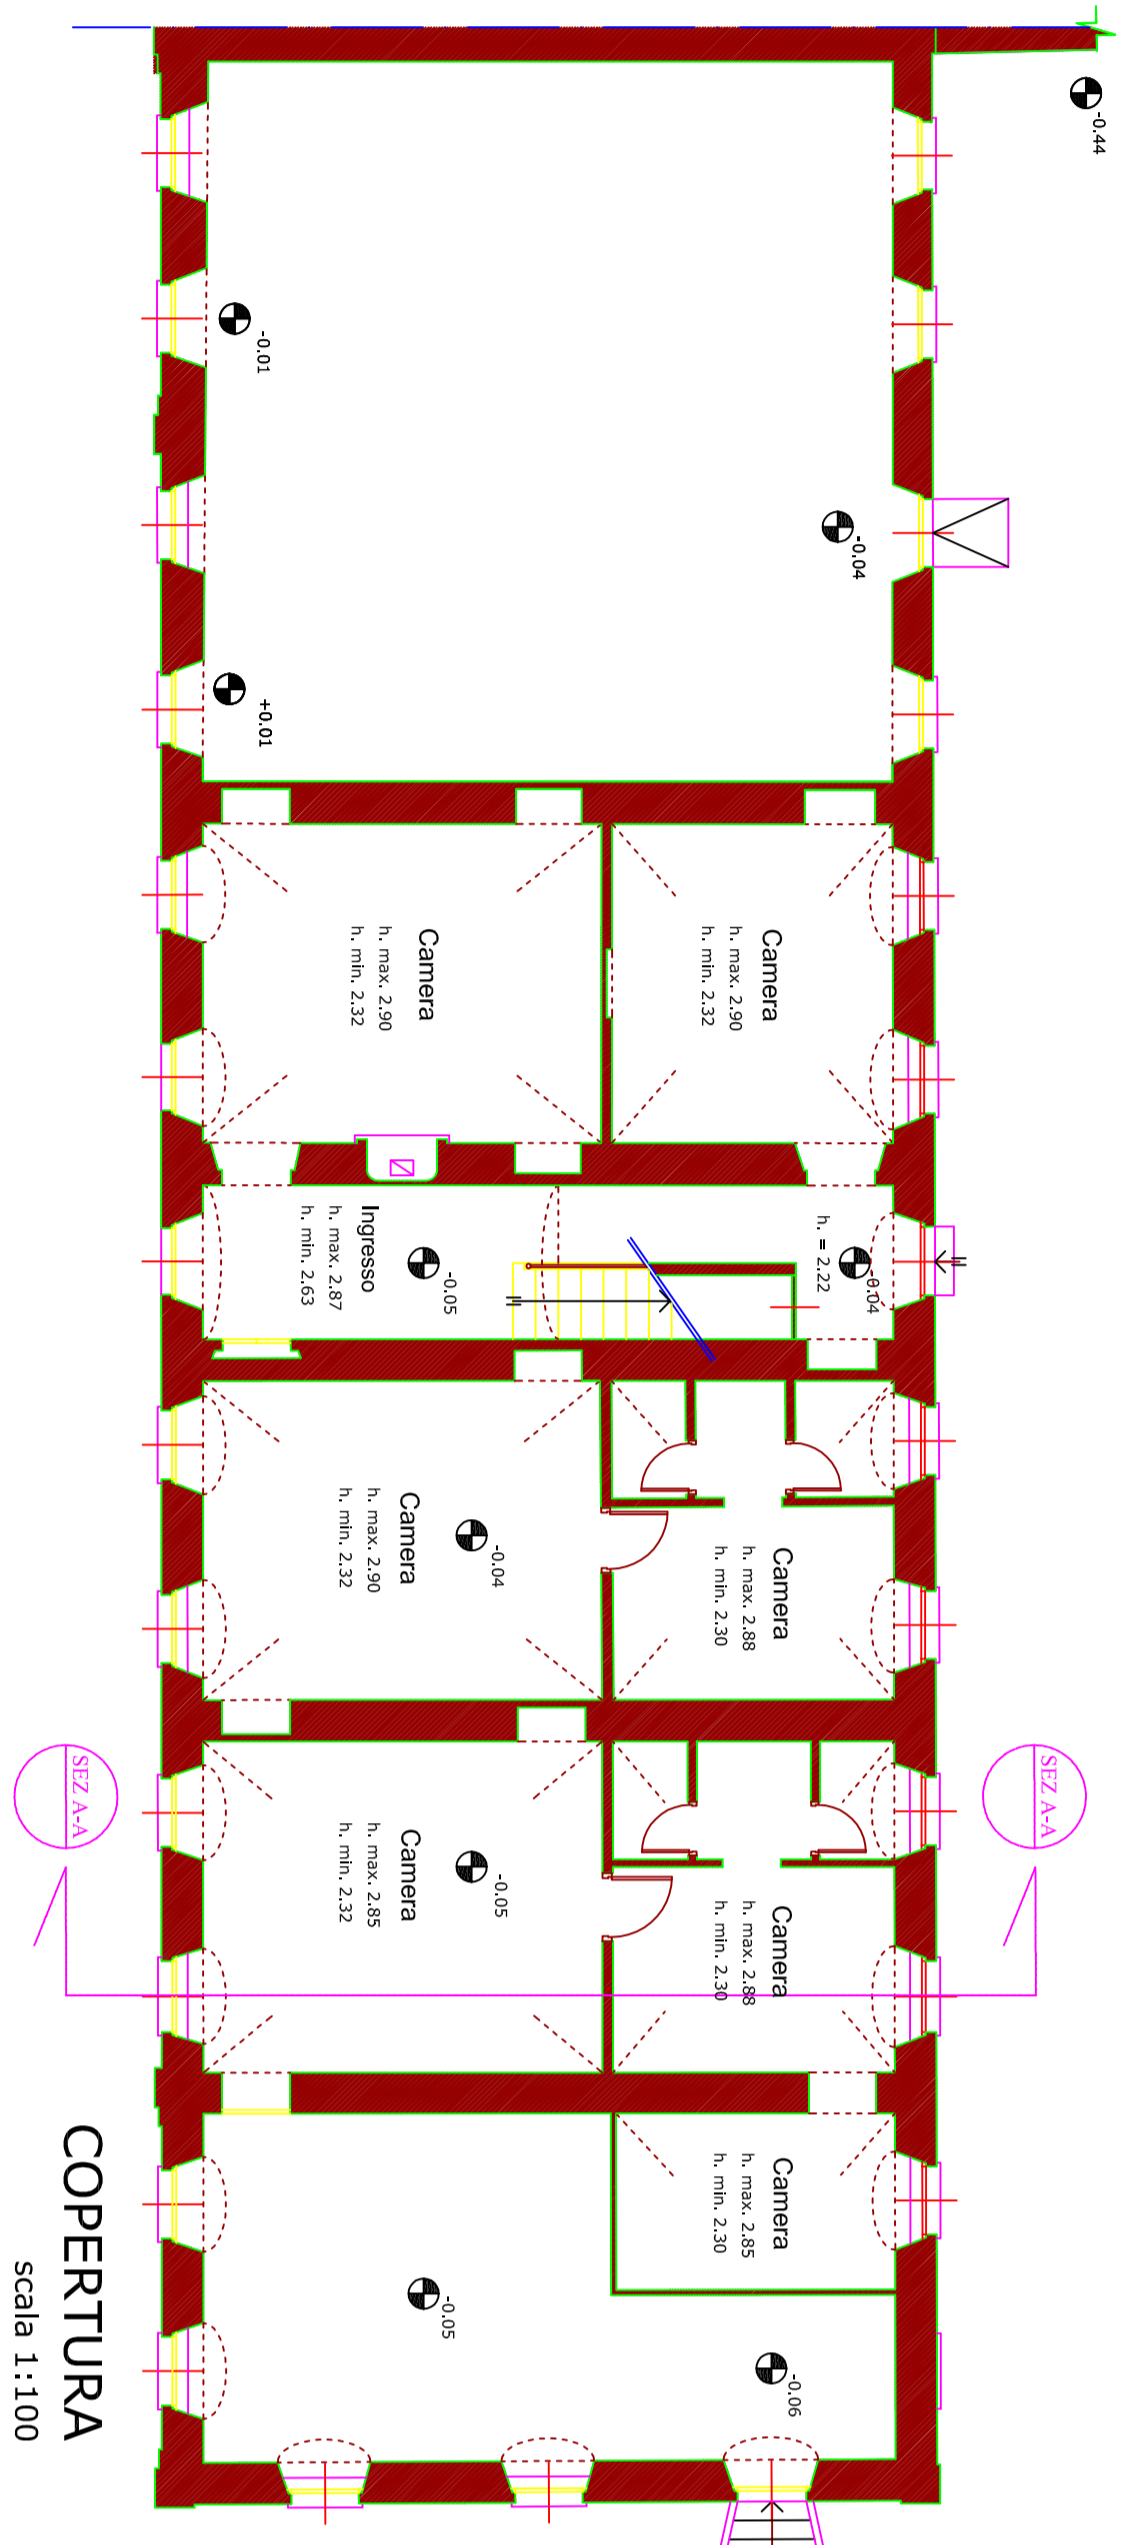 -0.44
-0.01
-0.04
+0.01
Camera
h. max. 2.90
h. min. 2.32
Camera
h. max. 2.90
h. min. 2.32
h. = 2.22
-0.04
Ingresso
h. max. 2.87
h. min. 2.63
-0.05
Camera
h. max. 2.90
h. min. 2.32
-0.04
Camera
h. max. 2.88
h. min. 2.30
SEZ A-A
SEZ A-A
Camera
h. max. 2.85
h. min. 2.32
-0.05
Camera
h. max. 2.88
h. min. 2.30
Camera
h. max. 2.85
h. min. 2.30
-0.05
-0.06
COPERTURA
scala 1:100